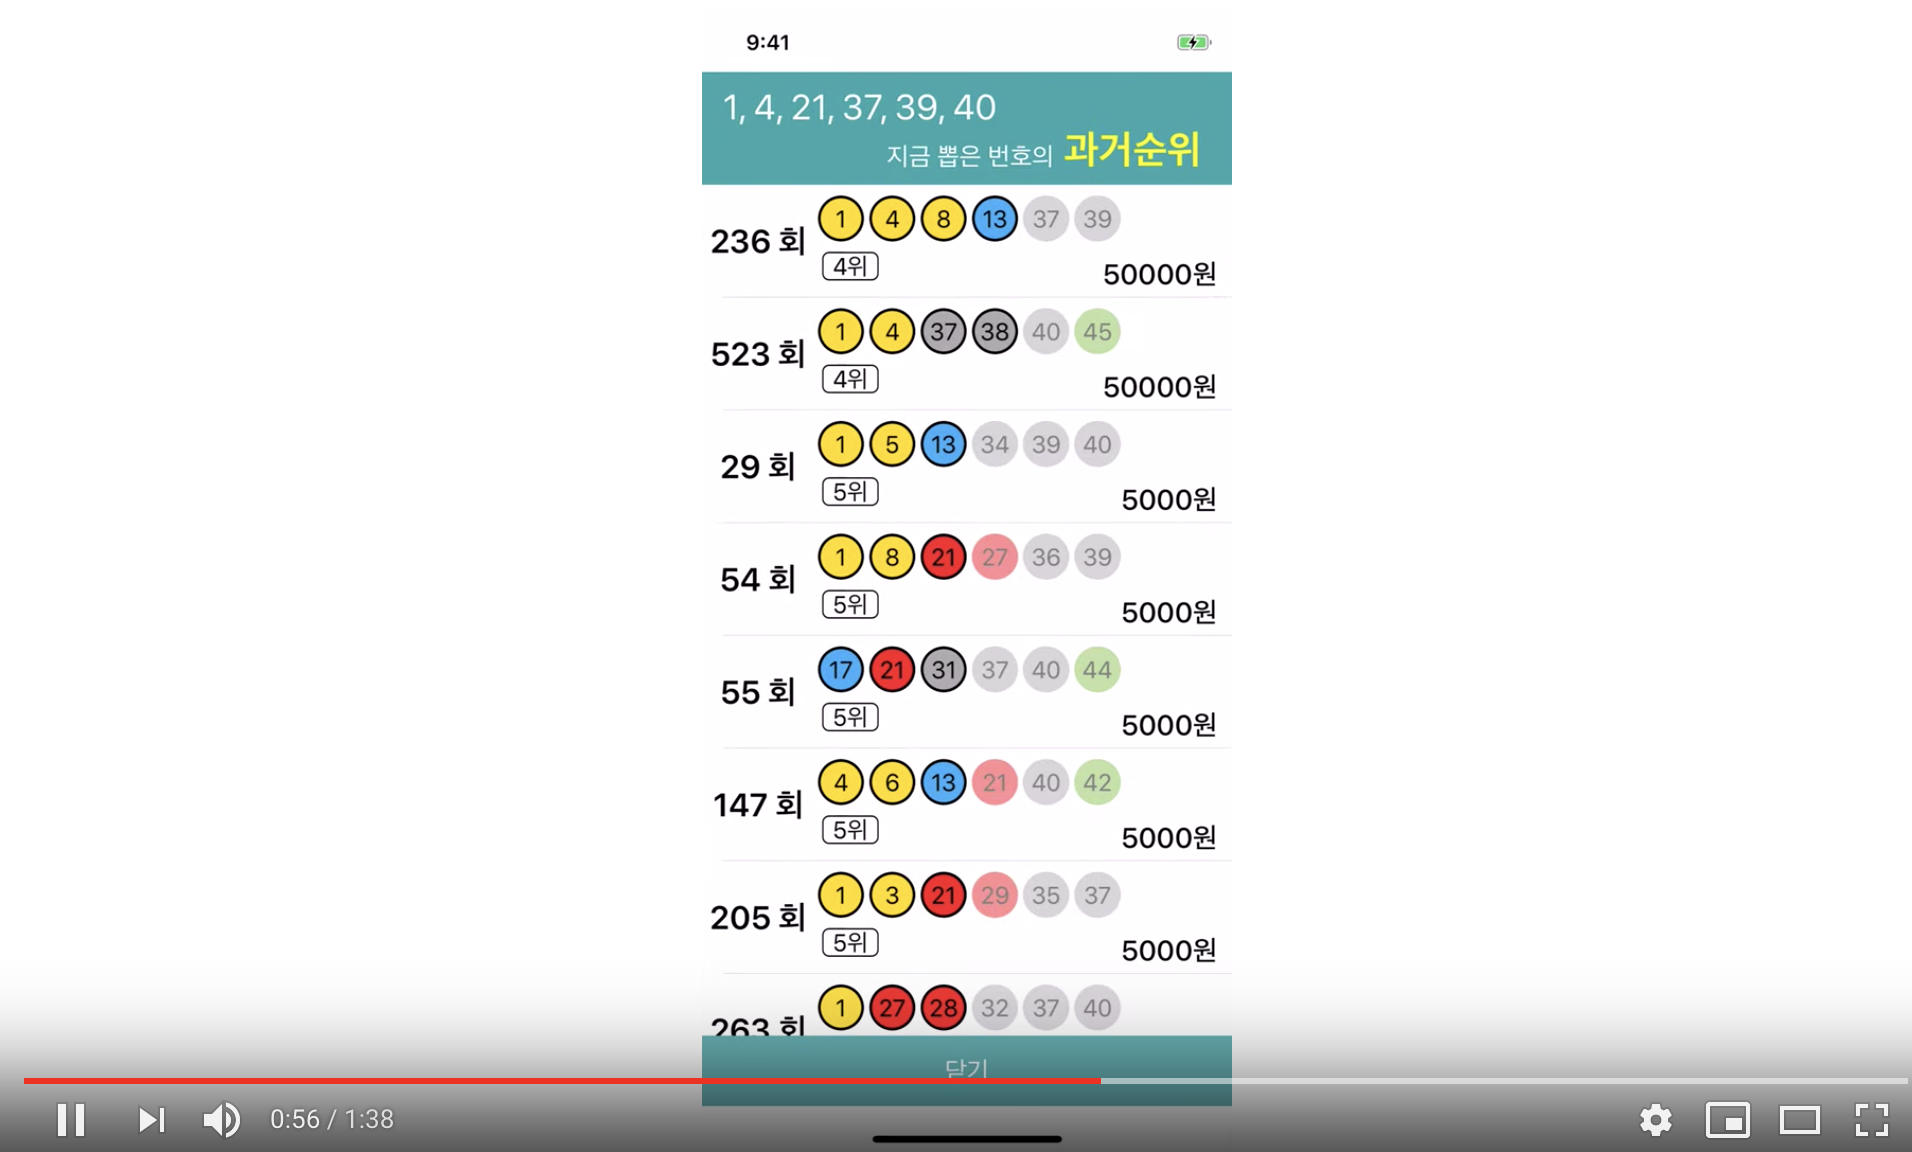 9:41
1, 4, 21, 37, 39, 40
지금 뽑은 번호의 과거순위
236 회
1 4 8 13 37 39
4위
50000원
523 회
1 4 37 38 40 45
4위
50000원
29 회
1 5 13 34 39 40
5위
5000원
54 회
1 8 21 27 36 39
5위
5000원
55 회
17 21 31 37 40 44
5위
5000원
147 회
4 6 13 21 40 42
5위
5000원
205 회
1 3 21 29 35 37
5위
5000원
263 회
1 27 28 32 37 40
닫기
0:56 / 1:38